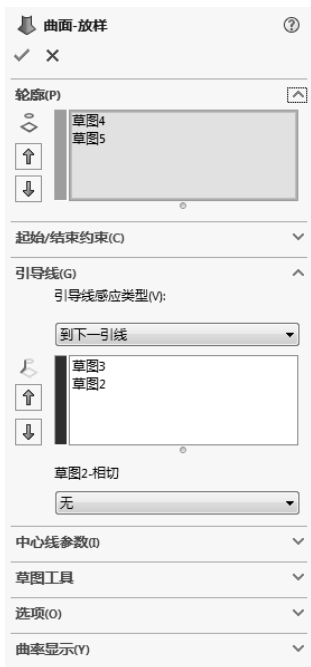 曲面-放样
轮廓(P)
草图4
草图5
起始/结束约束(C)
引导线(G)
引导线感应类型(V):
到下一引线
草图3
草图2
草图2-相切
无
中心线参数(I)
草图工具
选项(O)
曲率显示(Y)